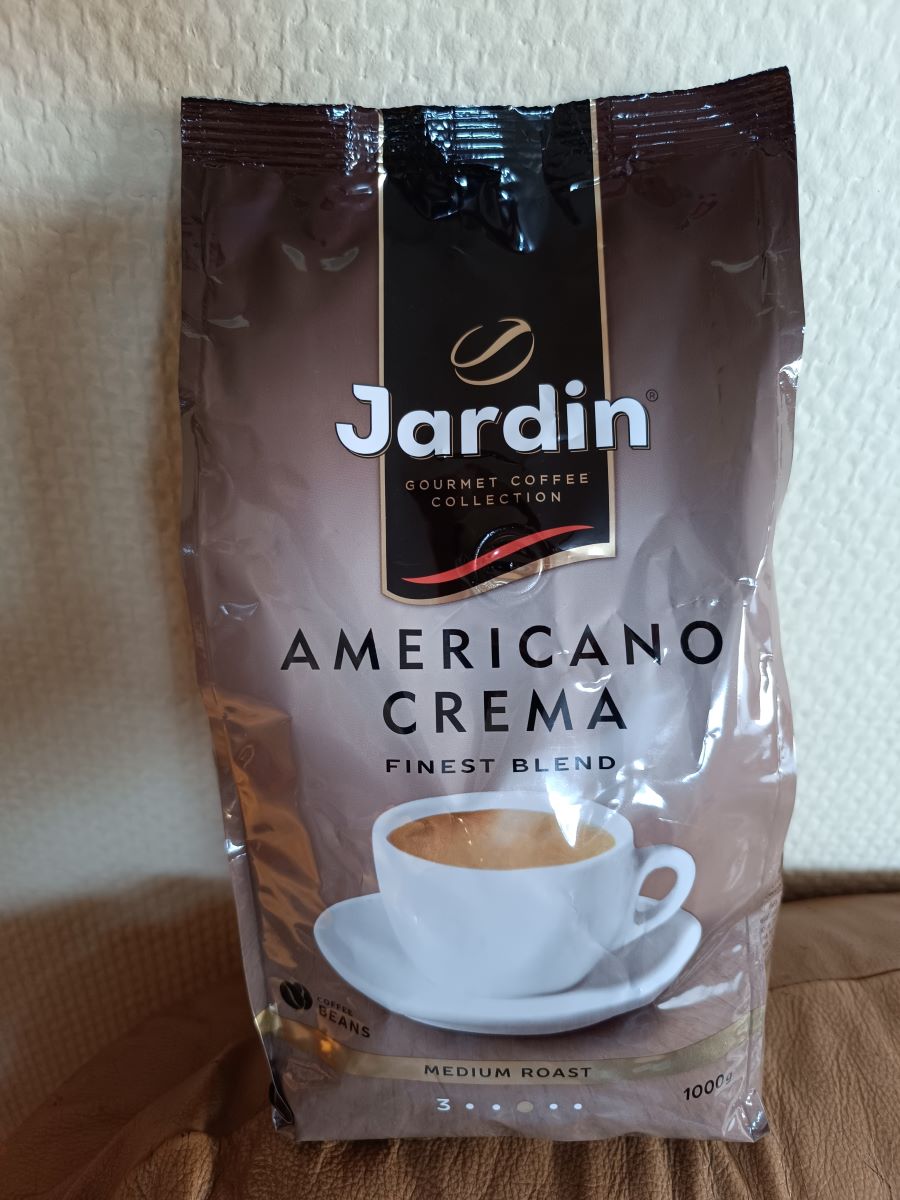 Jardin®
GOURMET COFFEE
COLLECTION
AMERICANO
CREMA
FINEST BLEND
COFFEE
BEANS
MEDIUM ROAST
3
1000g